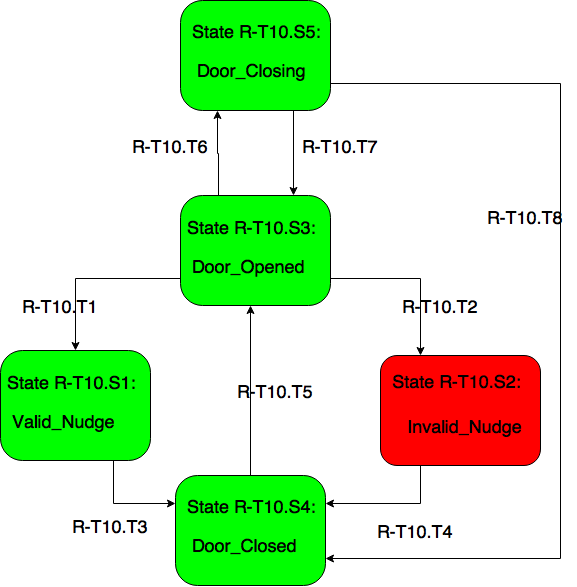 State R-T10.S5:
Door_Closing
R-T10.T6
R-T10.T7
R-T10.T8
State R-T10.S3:
Door_Opened
R-T10.T1
R-T10.T2
State R-T10.S1:
Valid_Nudge
R-T10.T5
State R-T10.S2:
Invalid_Nudge
State R-T10.S4:
Door_Closed
R-T10.T3
R-T10.T4